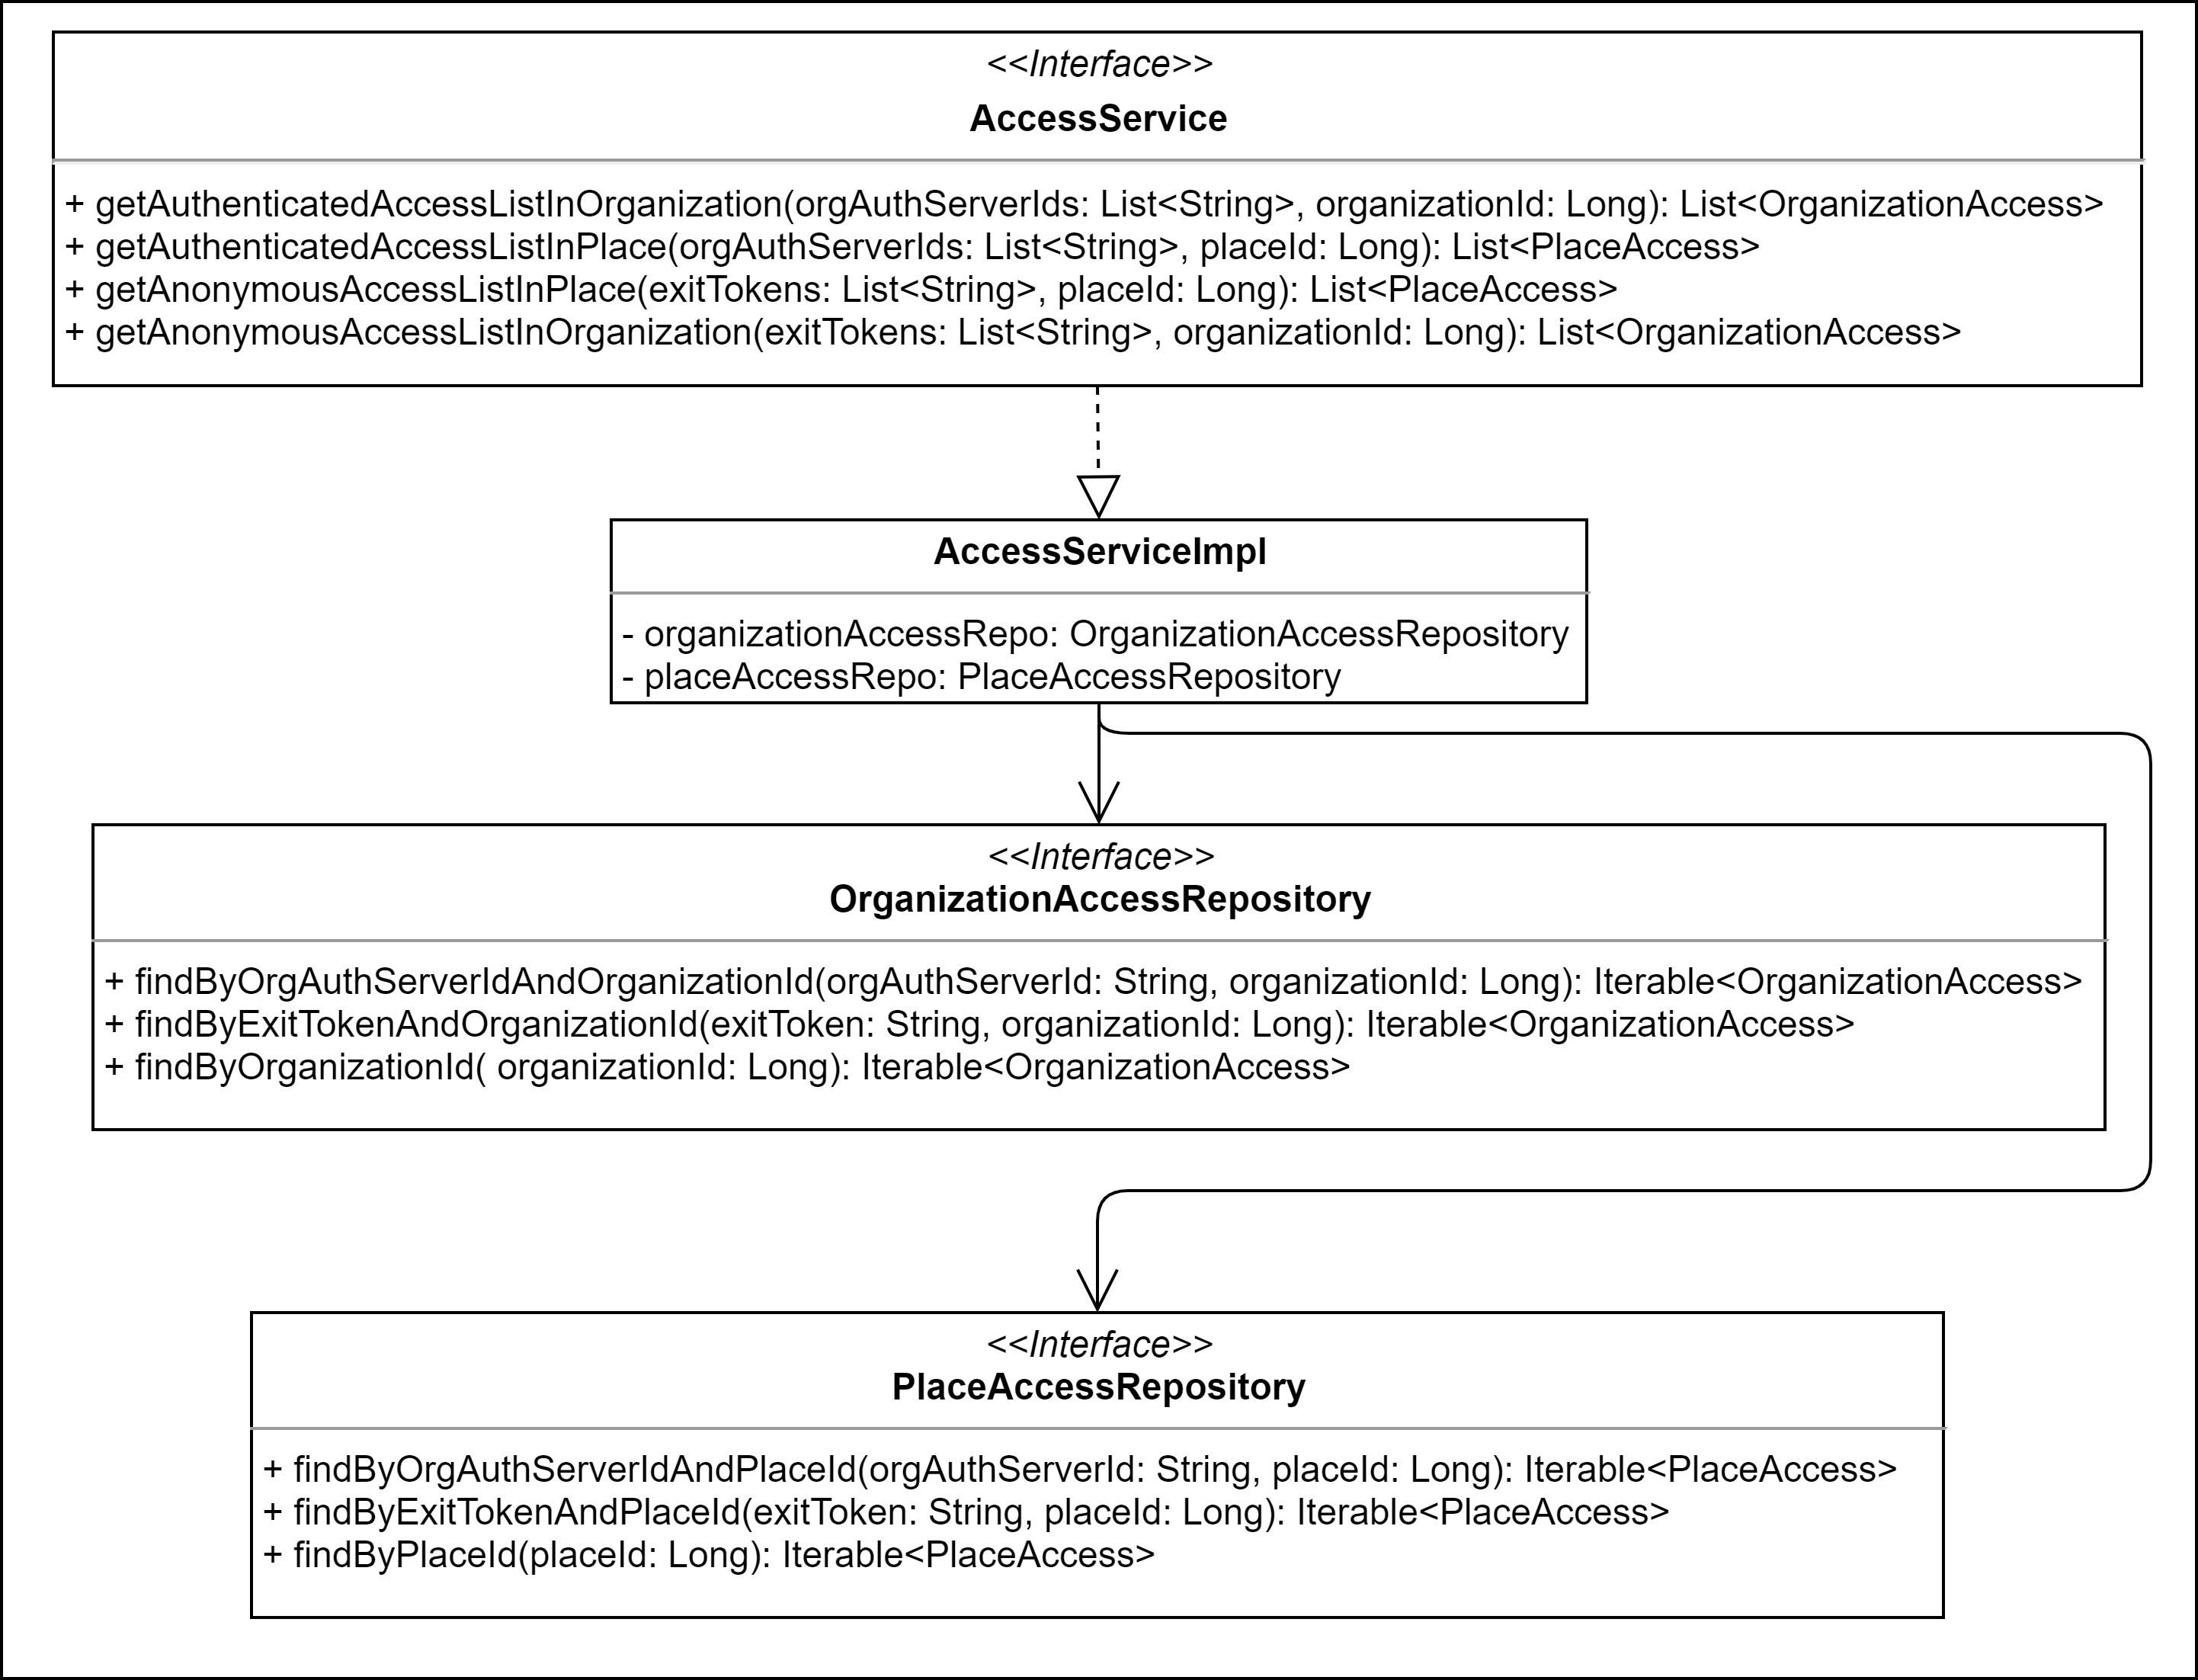 <<Interface>>
AccessService
+ getAuthenticatedAccessListInOrganization(orgAuthServerIds: List<String>, organizationId: Long): List<OrganizationAccess>
+ getAuthenticatedAccessListInPlace(orgAuthServerIds: List<String>, placeId: Long): List<PlaceAccess>
+ getAnonymousAccessListInPlace(exitTokens: List<String>, placeId: Long): List<PlaceAccess>
+ getAnonymousAccessListInOrganization(exitTokens: List<String>, organizationId: Long): List<OrganizationAccess>
AccessServiceImpl
- organizationAccessRepo: OrganizationAccessRepository
- placeAccessRepo: PlaceAccessRepository
<<Interface>>
OrganizationAccessRepository
+ findByOrgAuthServerIdAndOrganizationId(orgAuthServerId: String, organizationId: Long): Iterable<OrganizationAccess>
+ findByExitTokenAndOrganizationId(exitToken: String, organizationId: Long): Iterable<OrganizationAccess>
+ findByOrganizationId( organizationId: Long): Iterable<OrganizationAccess>
<<Interface>>
PlaceAccessRepository
+ findByOrgAuthServerIdAndPlaceId(orgAuthServerId: String, placeId: Long): Iterable<PlaceAccess>
+ findByExitTokenAndPlaceId(exitToken: String, placeId: Long): Iterable<PlaceAccess>
+ findByPlaceId(placeId: Long): Iterable<PlaceAccess>